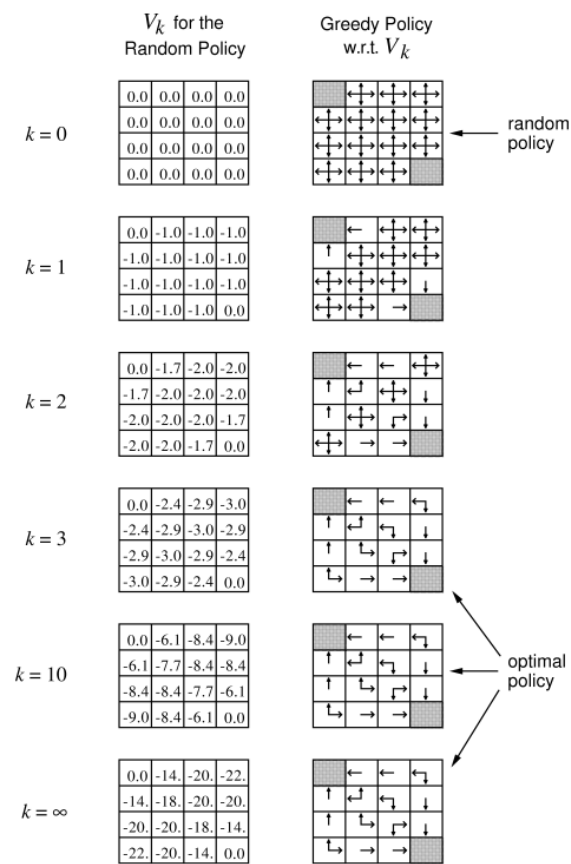 V_k for the Random Policy
Greedy Policy w.r.t. V_k
k = 0
0.0 0.0 0.0 0.0
0.0 0.0 0.0 0.0
0.0 0.0 0.0 0.0
0.0 0.0 0.0 0.0
random policy
k = 1
0.0 -1.0 -1.0 -1.0
-1.0 -1.0 -1.0 -1.0
-1.0 -1.0 -1.0 -1.0
-1.0 -1.0 -1.0 0.0
k = 2
0.0 -1.7 -2.0 -2.0
-1.7 -2.0 -2.0 -2.0
-2.0 -2.0 -2.0 -1.7
-2.0 -2.0 -1.7 0.0
k = 3
0.0 -2.4 -2.9 -3.0
-2.4 -2.9 -3.0 -2.9
-2.9 -3.0 -2.9 -2.4
-3.0 -2.9 -2.4 0.0
k = 10
0.0 -6.1 -8.4 -9.0
-6.1 -7.7 -8.4 -8.4
-8.4 -8.4 -7.7 -6.1
-9.0 -8.4 -6.1 0.0
optimal policy
k = ∞
0.0 -14. -20. -22.
-14. -18. -20. -20.
-20. -20. -18. -14.
-22. -20. -14. 0.0